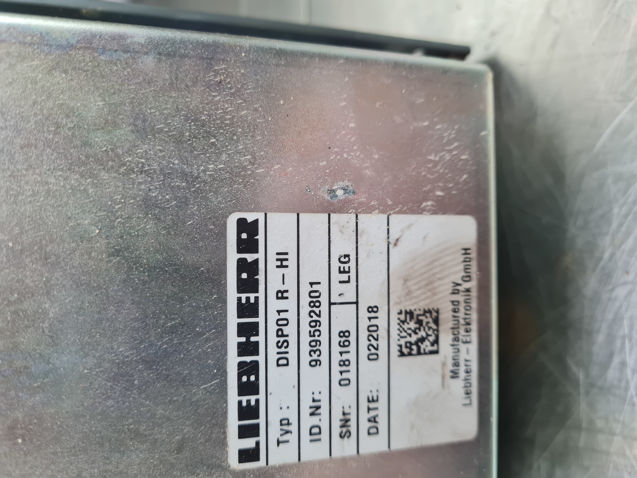 LIEBHERR
Typ: DISP01 R-HI
ID.Nr: 939592801
SNr: 018168 LEG
DATE: 022018
Manufactured by
Liebherr-Elektronik GmbH